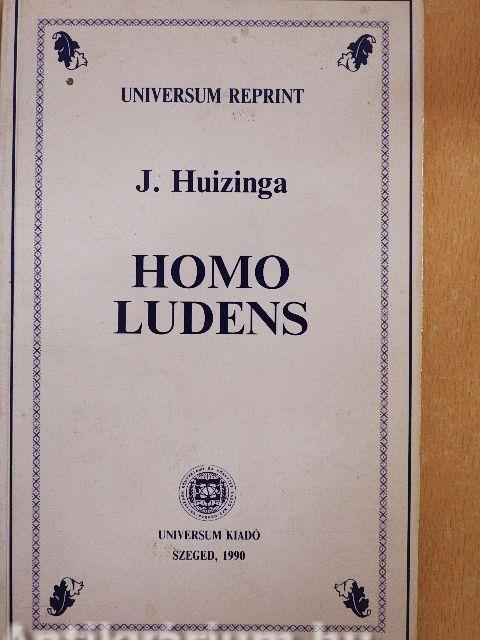 UNIVERSUM REPRINT
J. Huizinga
HOMO
LUDENS
UNIVERSUM KIADÓ
SZEGED, 1990